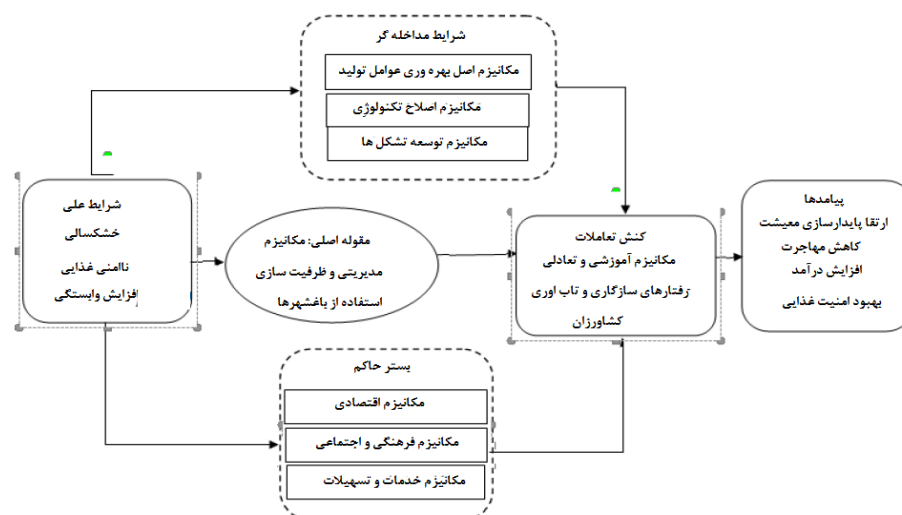 شرایط مداخله گر
مکانیزم اصل بهره وری عوامل تولید
مکانیزم اصلاخ تکنولوژی
مکانیزم توسعه تشکل ها
شرایط علی
خشکسالی
ناامنی غذایی
افزایش وابستگی
مقوله اصلی: مکانیزم
مدیریتی و ظرفیت سازی
استفاده از باغشهرها
کنش تعاملات
مکانیزم آموزشی و تعادلی
رفتارهای سازگاری و تاب اوری
کشاورزان
پیامدها
ارتقا پایدارسازی معیشت
کاهش مهاجرت
افزایش درآمد
بهبود امنیت غذایی
بستر حاکم
مکانیزم اقتصادی
مکانیزم فرهنگی و اجتماعی
مکانیزم خدمات و تسهیلات